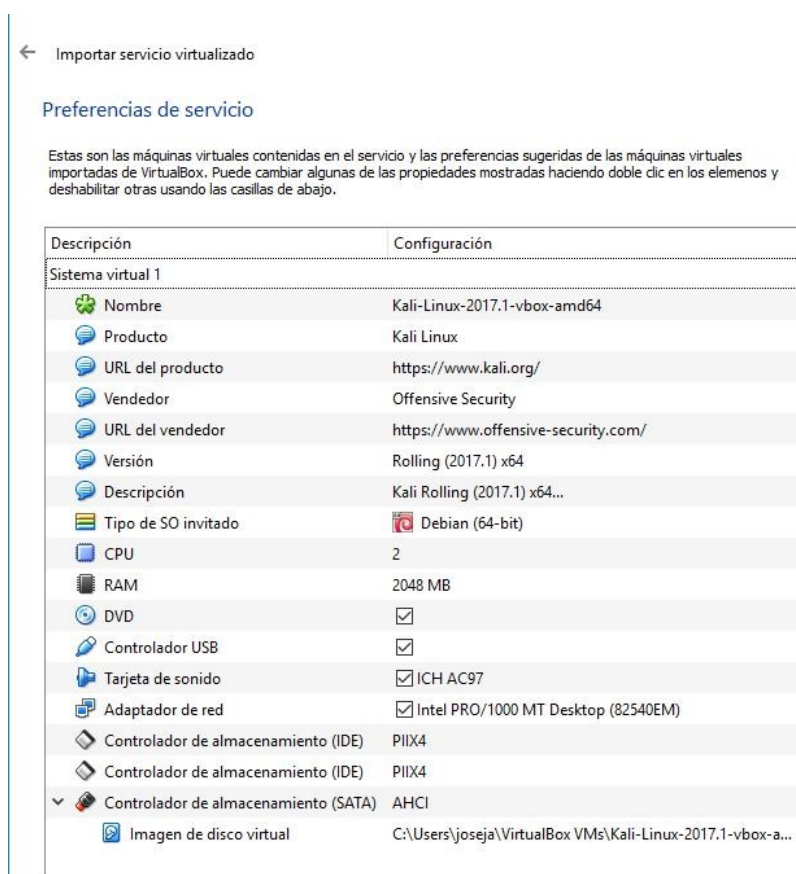 Importar servicio virtualizado
Preferencias de servicio
Estas son las máquinas virtuales contenidas en el servicio y las preferencias sugeridas de las máquinas virtuales
importadas de VirtualBox. Puede cambiar algunas de las propiedades mostradas haciendo doble clic en los elemenos y
deshabilitar otras usando las casillas de abajo.
Descripción Configuración
Sistema virtual 1
Nombre Kali-Linux-2017.1-vbox-amd64
Producto Kali Linux
URL del producto https://www.kali.org/
Vendedor Offensive Security
URL del vendedor https://www.offensive-security.com/
Versión Rolling (2017.1) x64
Descripción Kali Rolling (2017.1) x64...
Tipo de SO invitado Debian (64-bit)
CPU 2
RAM 2048 MB
DVD
Controlador USB
Tarjeta de sonido ICH AC97
Adaptador de red Intel PRO/1000 MT Desktop (82540EM)
Controlador de almacenamiento (IDE) PIIX4
Controlador de almacenamiento (IDE) PIIX4
Controlador de almacenamiento (SATA) AHCI
Imagen de disco virtual C:\Users\joseja\VirtualBox VMs\Kali-Linux-2017.1-vbox-a...